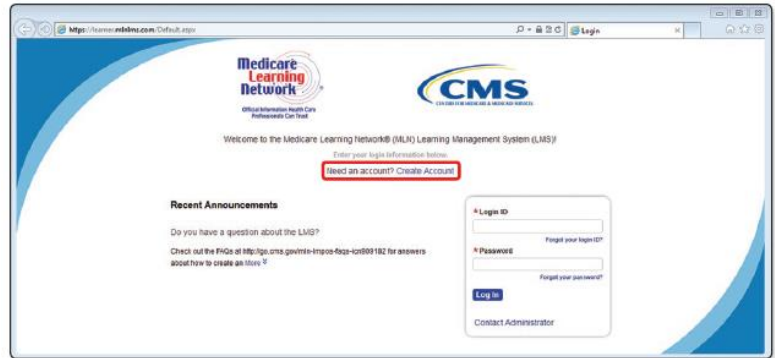 https://learner.mlnlms.com/Default.aspx
Login
Medicare
Learning
Network
Official Information Health Care
Professionals Can Trust
CMS
CENTERS FOR MEDICARE & MEDICAID SERVICES
Welcome to the Medicare Learning Network® (MLN) Learning Management System (LMS)!
Enter your login information below.
Need an account? Create Account
Recent Announcements
Do you have a question about the LMS?
Check out the FAQs at http://go.cms.gov/mln-lmpos-faqs-icn909182 for answers
about how to create an More
* Login ID
Forgot your login ID?
* Password
Forgot your password?
Log In
Contact Administrator